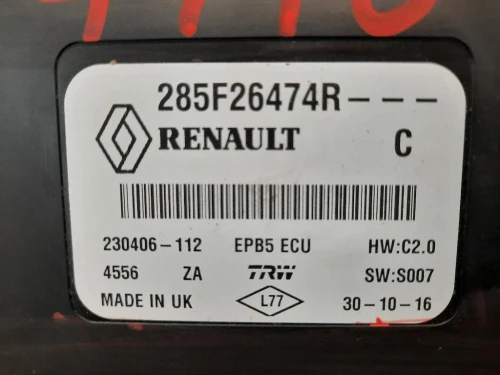 285F26474R---
RENAULT C
230406-112 EPB5 ECU HW:C2.0
4556 ZA TRW SW:S007
MADE IN UK L77 30-10-16